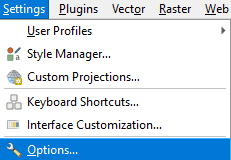 Settings Plugins Vector Raster Web
User Profiles
Style Manager...
Custom Projections...
Keyboard Shortcuts...
Interface Customization...
Options...